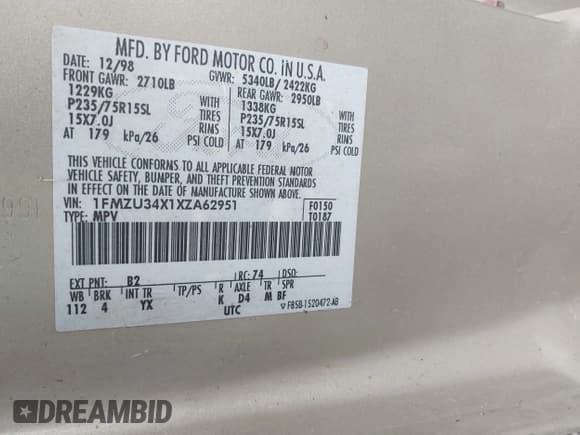 MFD. BY FORD MOTOR CO. iN U.S.A.
DATE: 12/98 GVWR: 5340LB/ 2422KG
FRONT GAWR: 2710LB REAR GAWR: 2950LB
1229KG WITH 1338KG WITH
P235/75R15SL TIRES P235/75R15SL TIRES
15X7.0J RIMS 15X7.0J RIMS
AT 179 kPa/26 PSI COLD AT 179 kPa/26 PSI COLD
THIS VEHICLE CONFORMS TO ALL APPLICABLE FEDERAL MOTOR
VEHICLE SAFETY, BUMPER, AND THEFT PREVENTION STANDARDS
IN EFFECT ON THE DATE OF MANUFACTURE SHOWN ABOVE.
VIN: 1FMZU34X1XZA62951 F0150
TYPE: MPV T0187
EXT PNT: B2 RC: 74 DSO:
WB BRK INT TR TP/PS R AXLE TR SPR
112 4 YX K D4 M BF
UTC F85B-1520472-AB
DREAMBID